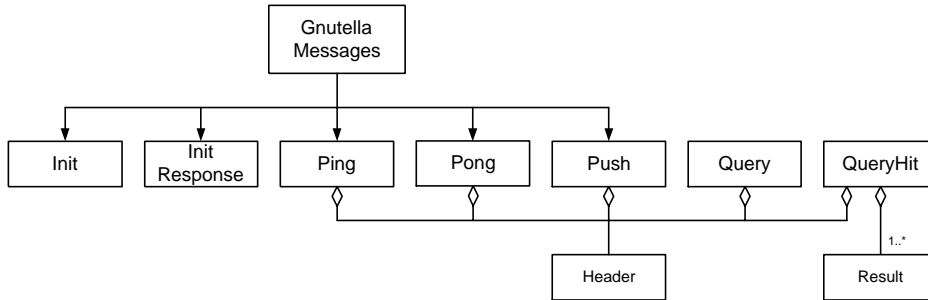 Gnutella
Messages
Init
Init
Response
Ping
Pong
Push
Query
QueryHit
1..*
Header
Result